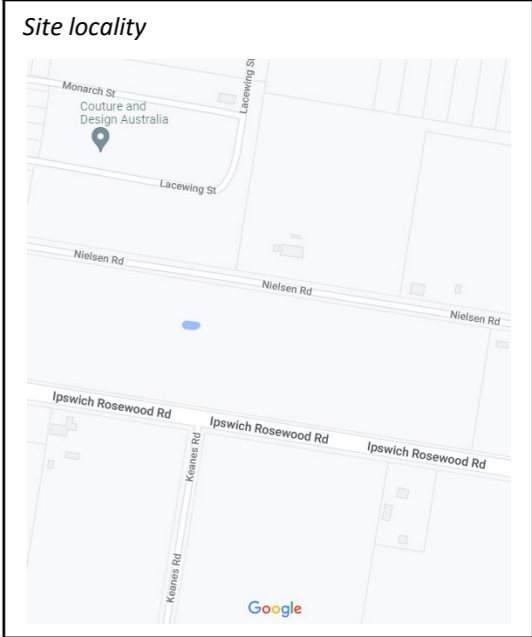 Site locality
Lacewing St
Monarch St
Couture and
Design Australia
Lacewing St
Nielsen Rd
Nielsen Rd
Nielsen Rd
Ipswich Rosewood Rd
Ipswich Rosewood Rd
Ipswich Rosewood Rd
Keanes Rd
Keanes Rd
Google